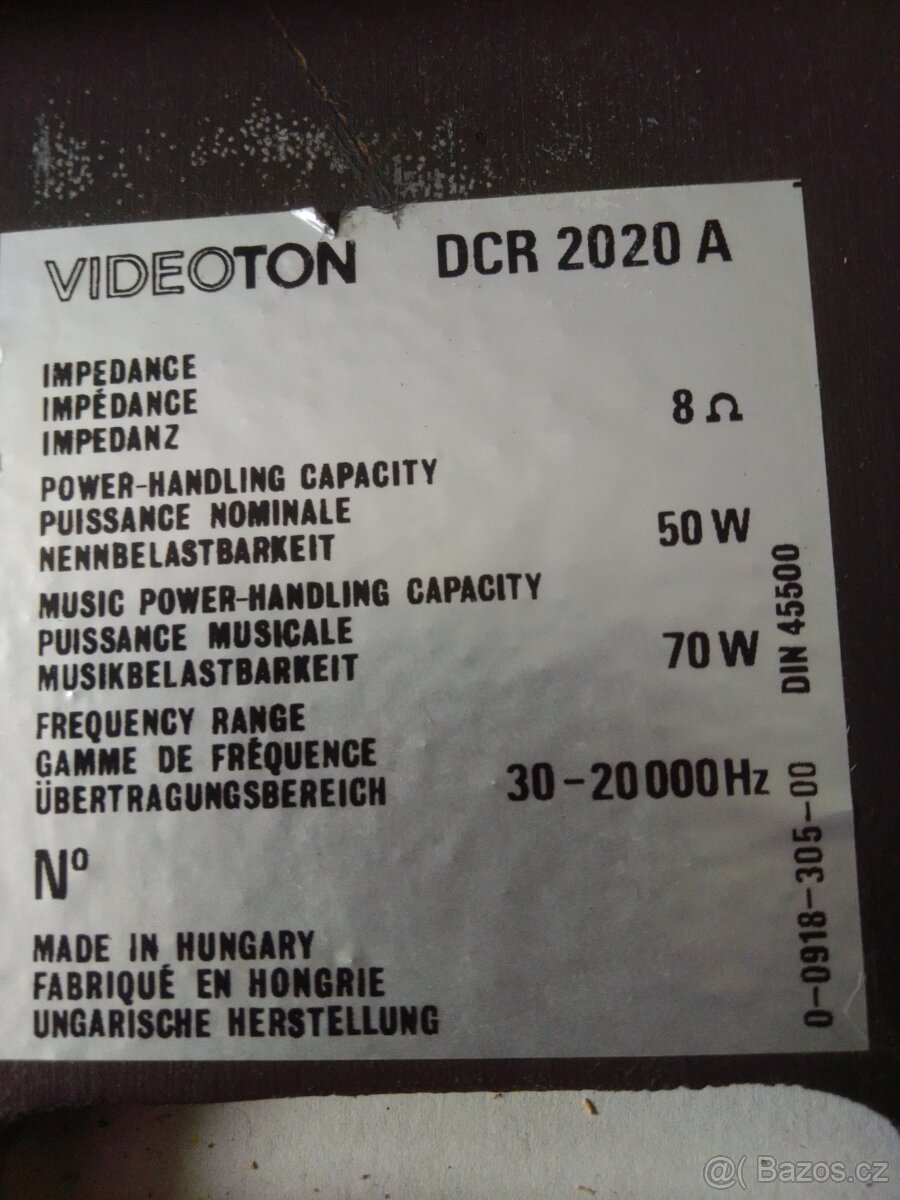 VIDEOTON DCR 2020 A
IMPEDANCE
IMPÉDANCE
IMPEDANZ
8 Ω
POWER-HANDLING CAPACITY
PUISSANCE NOMINALE
NENNBELASTBARKEIT
50 W
MUSIC POWER-HANDLING CAPACITY
PUISSANCE MUSICALE
MUSIKBELASTBARKEIT
70 W
FREQUENCY RANGE
GAMME DE FRÉQUENCE
ÜBERTRAGUNGSBEREICH
30-20000Hz
Nº
MADE IN HUNGARY
FABRIQUÉ EN HONGRIE
UNGARISCHE HERSTELLUNG
DIN 45500
0-0918-305-00
@( Bazos.cz